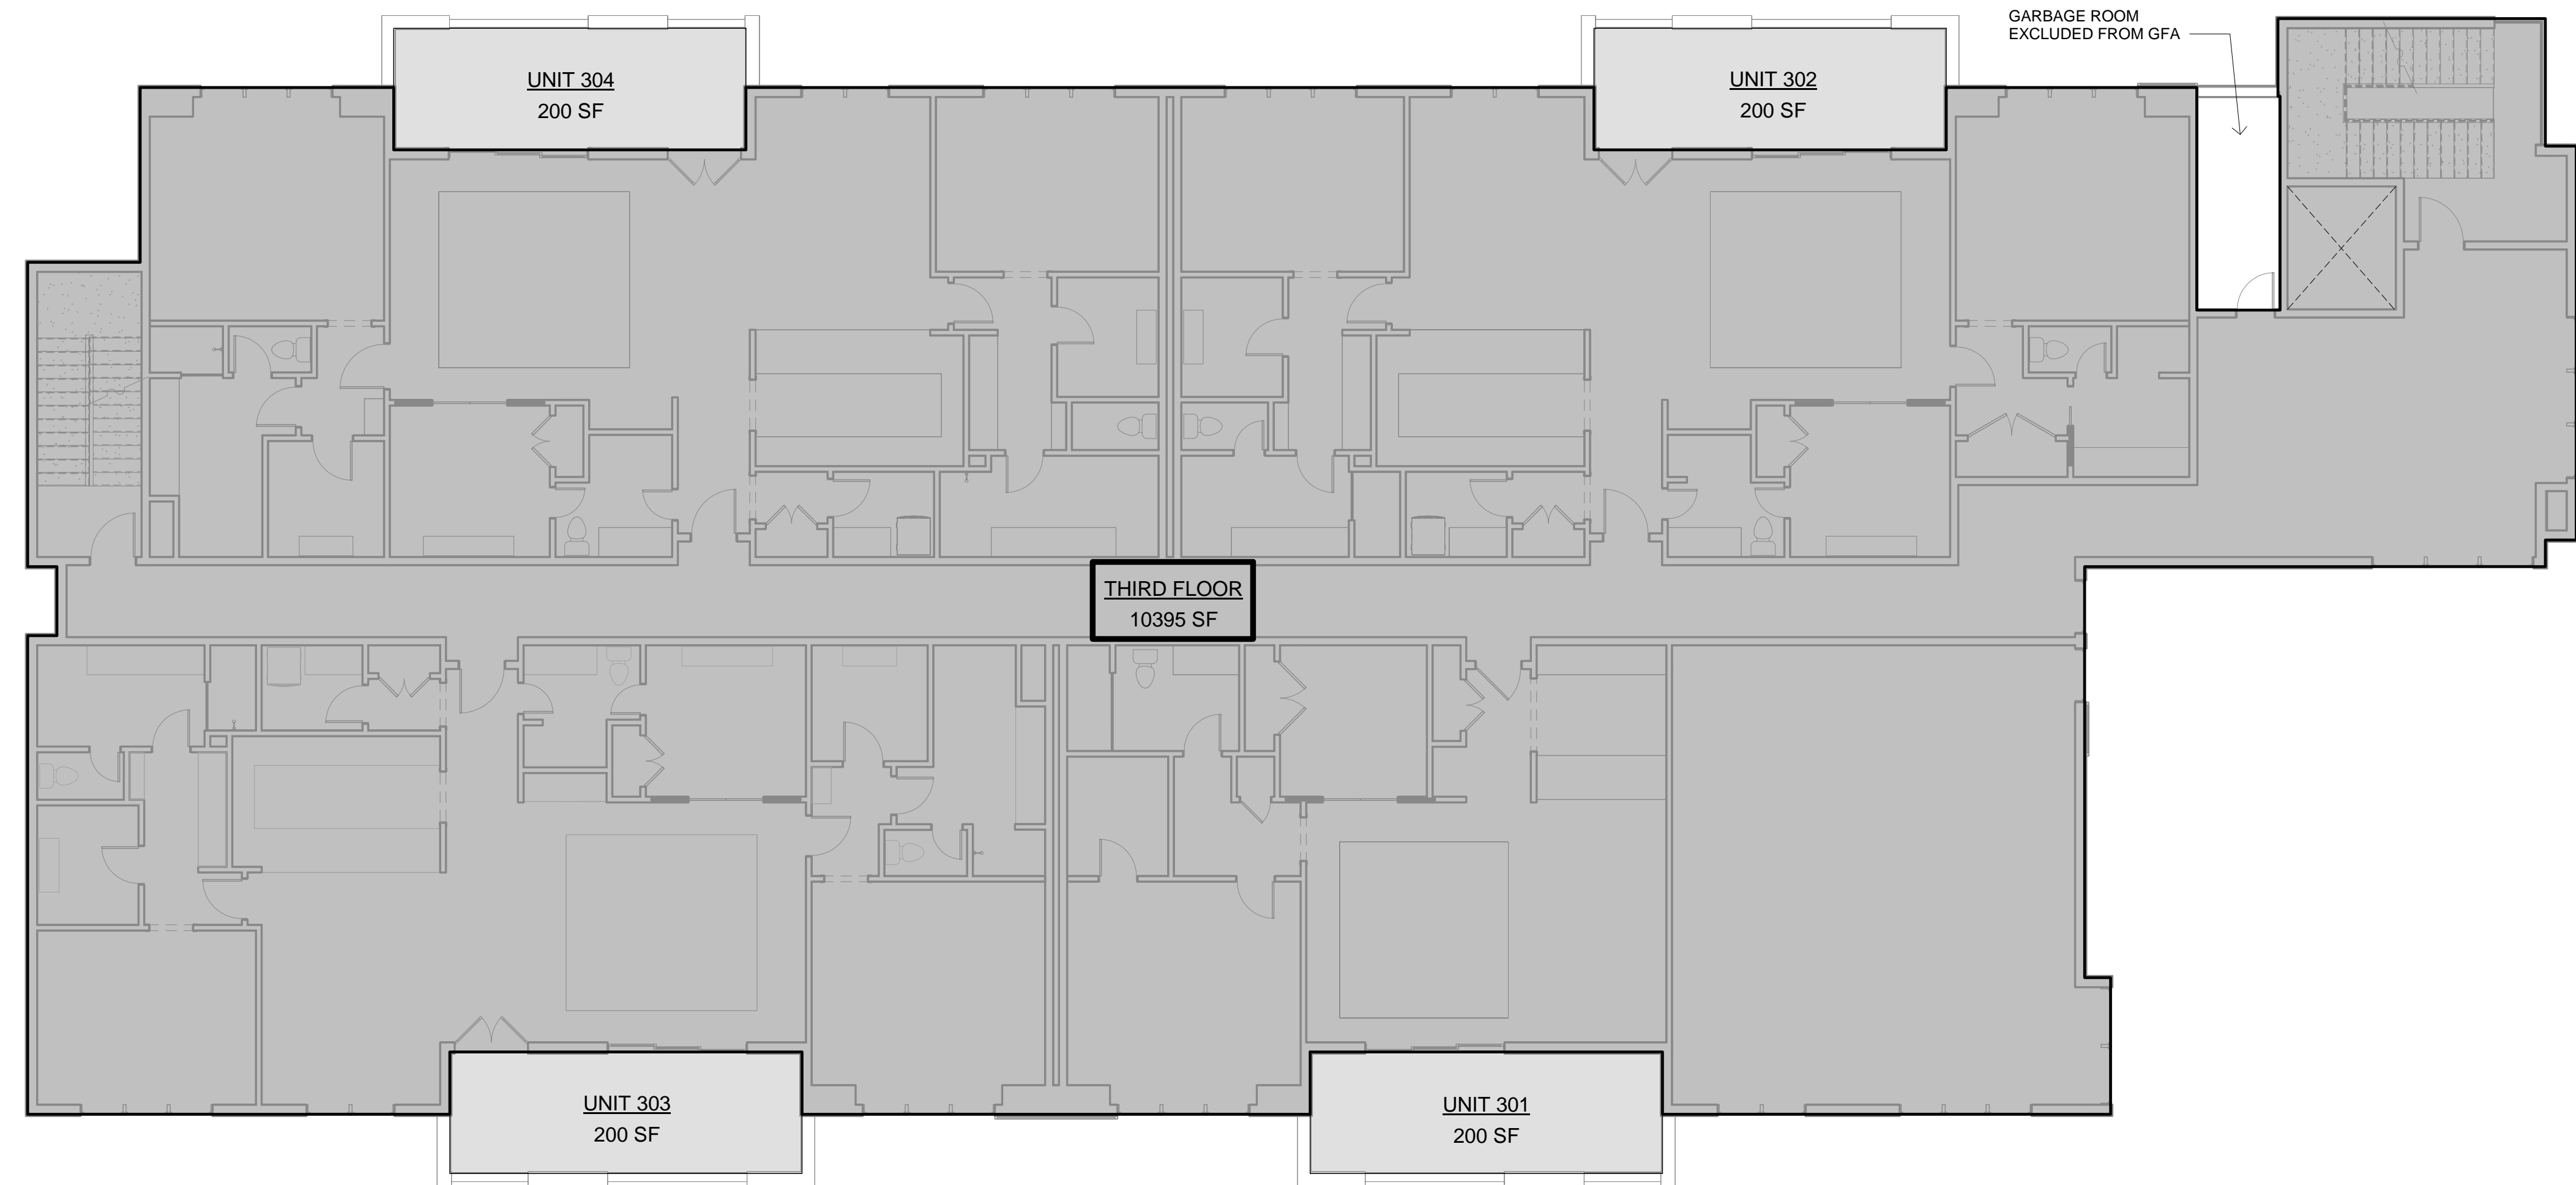 GARBAGE ROOM
EXCLUDED FROM GFA
UNIT 304
200 SF
UNIT 302
200 SF
THIRD FLOOR
10395 SF
UNIT 303
200 SF
UNIT 301
200 SF